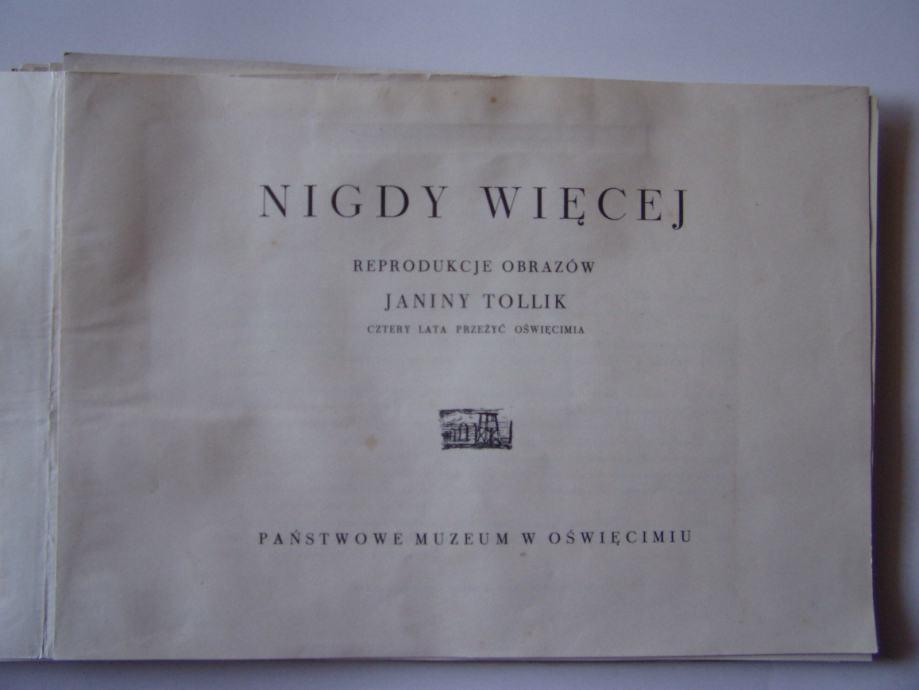 NIGDY WIĘCEJ
REPRODUKCJE OBRAZÓW
JANINY TOLLIK
CZTERY LATA PRZEŻYĆ OŚWIĘCIMIA
PAŃSTWOWE MUZEUM W OŚWIĘCIMIU